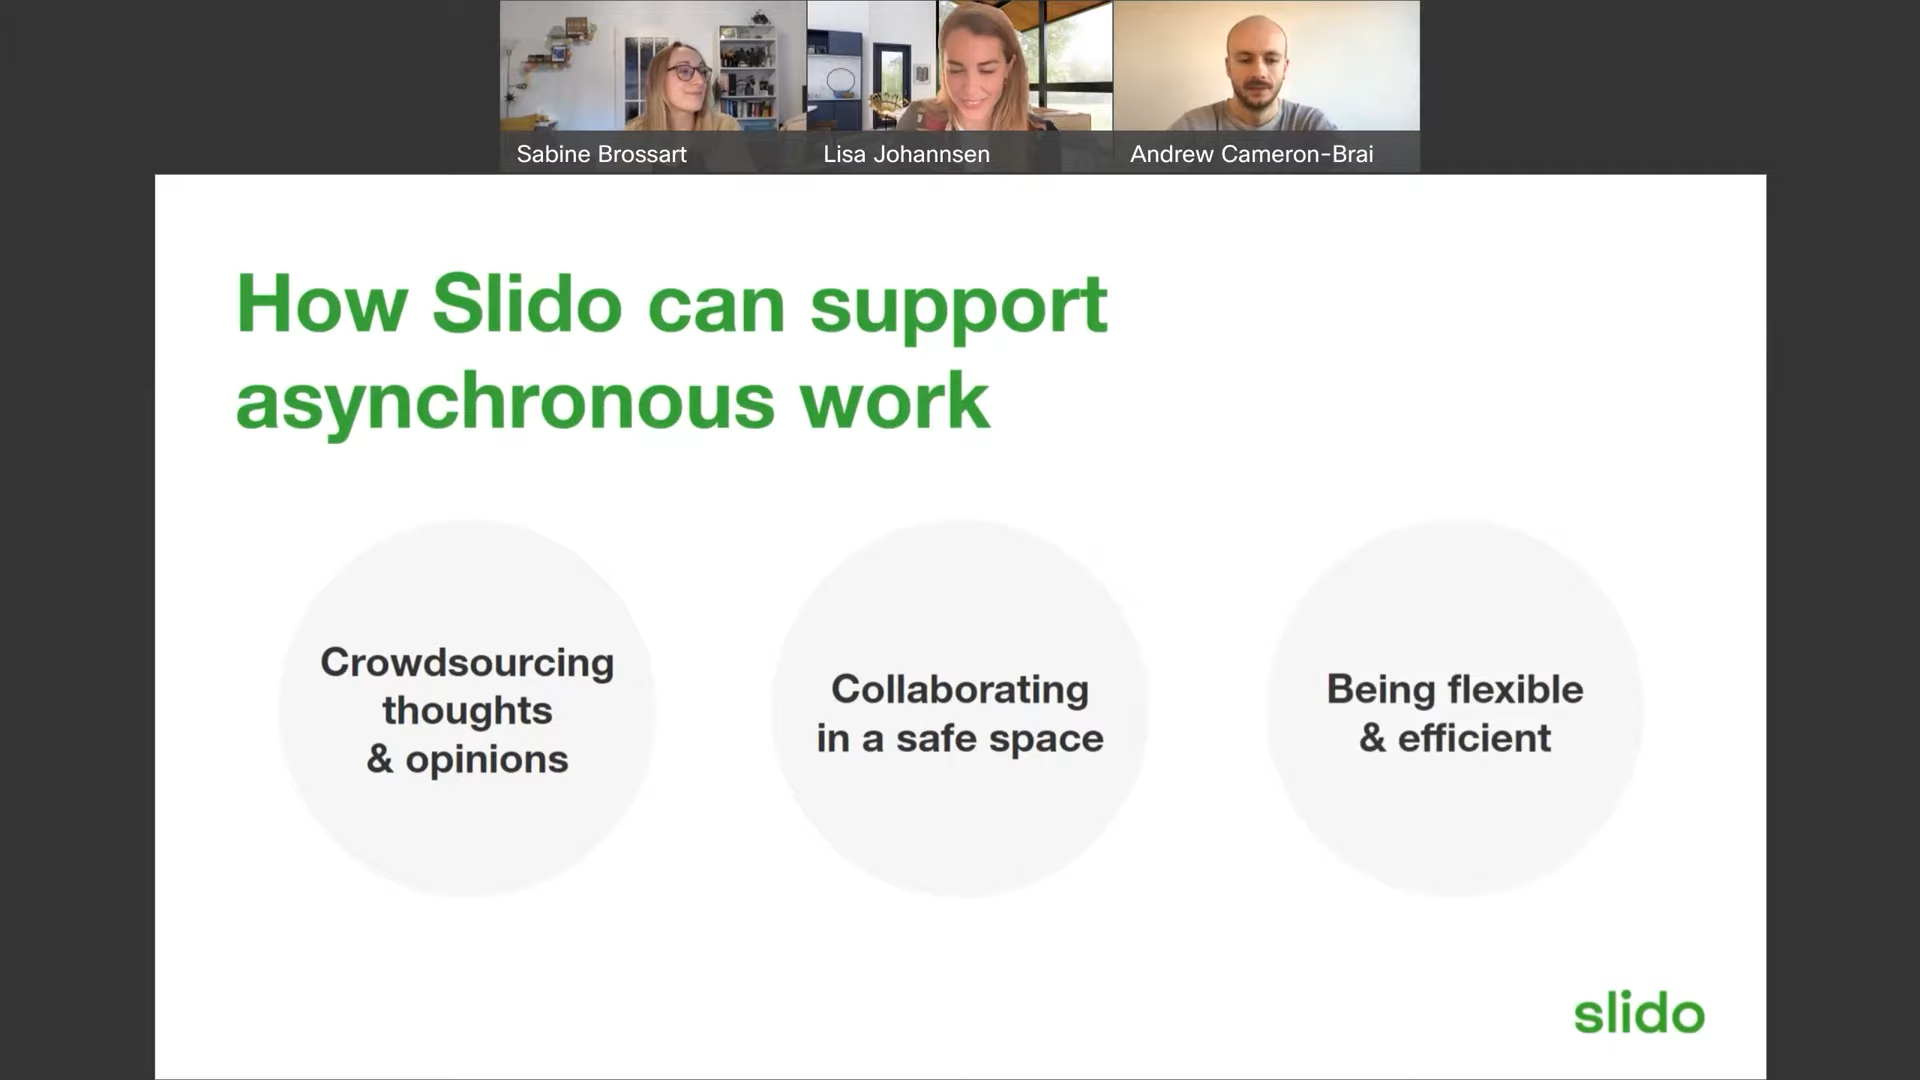 Sabine Brossart
Lisa Johannsen
Andrew Cameron-Brai
How Slido can support
asynchronous work
Crowdsourcing
thoughts
& opinions
Collaborating
in a safe space
Being flexible
& efficient
slido